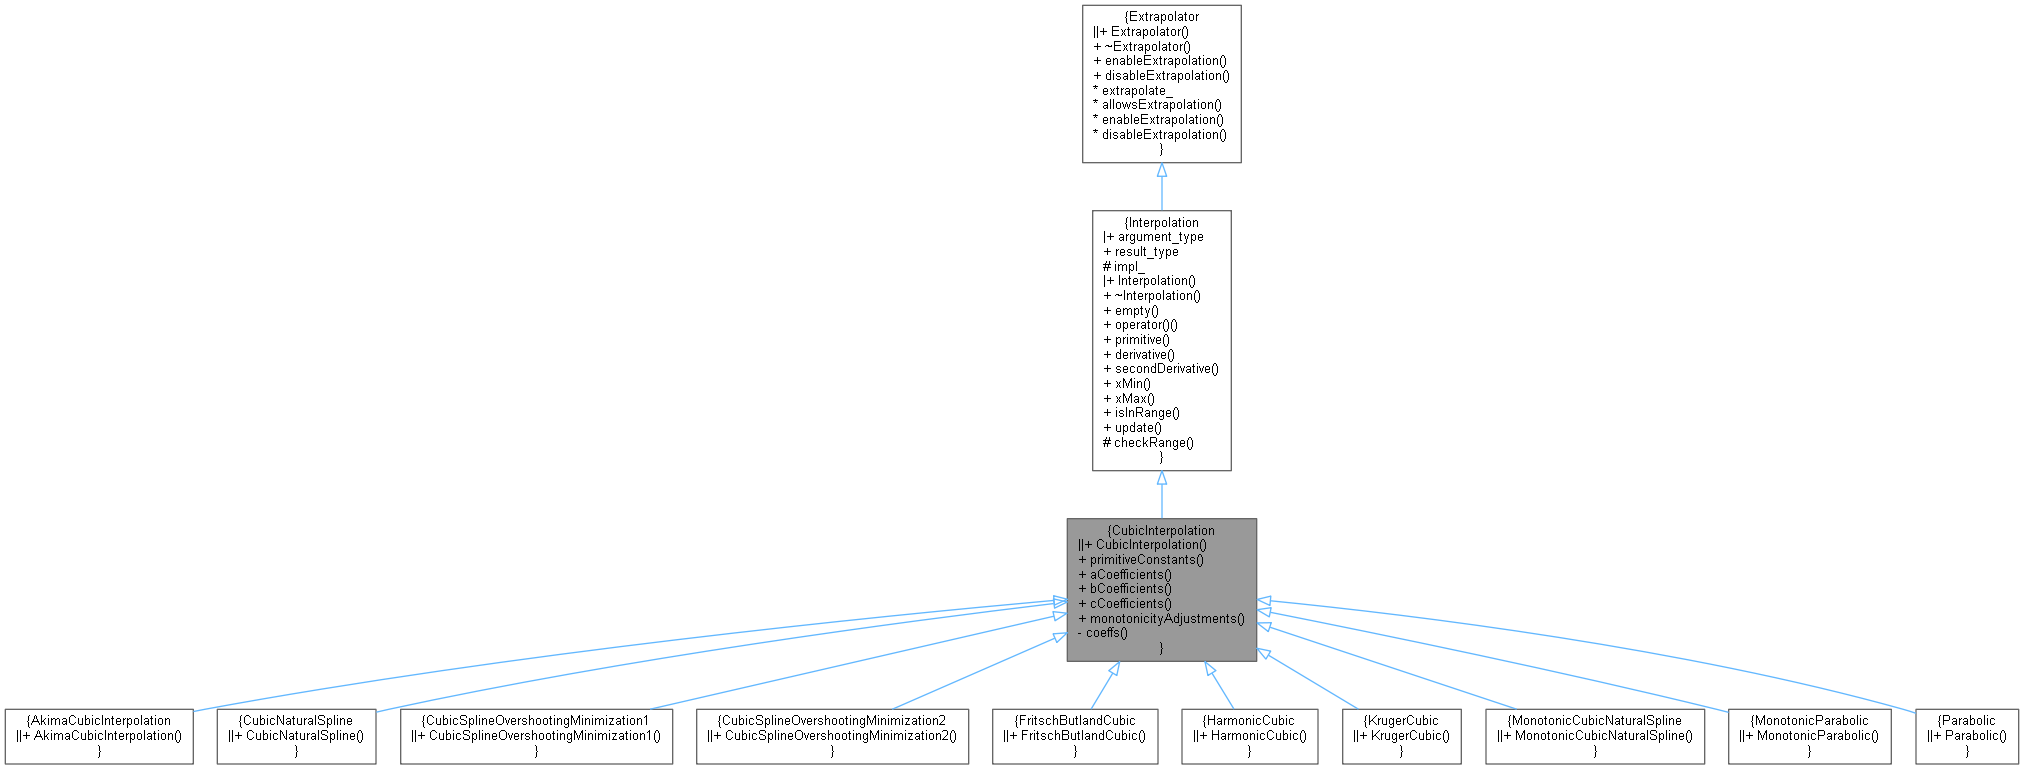 {Extrapolator
||+ Extrapolator()
+ ~Extrapolator()
+ enableExtrapolation()
+ disableExtrapolation()
* extrapolate_
* allowsExtrapolation()
* enableExtrapolation()
* disableExtrapolation()
}
{Interpolation
|+ argument_type
+ result_type
# impl_
|+ Interpolation()
+ ~Interpolation()
+ empty()
+ operator()()
+ primitive()
+ derivative()
+ secondDerivative()
+ xMin()
+ xMax()
+ isInRange()
+ update()
# checkRange()
}
{CubicInterpolation
||+ CubicInterpolation()
+ primitiveConstants()
+ aCoefficients()
+ bCoefficients()
+ cCoefficients()
+ monotonicityAdjustments()
- coeffs()
}
{AkimaCubicInterpolation
||+ AkimaCubicInterpolation()
}
{CubicNaturalSpline
||+ CubicNaturalSpline()
}
{CubicSplineOvershootingMinimization1
||+ CubicSplineOvershootingMinimization1()
}
{CubicSplineOvershootingMinimization2
||+ CubicSplineOvershootingMinimization2()
}
{FritschButlandCubic
||+ FritschButlandCubic()
}
{HarmonicCubic
||+ HarmonicCubic()
}
{KrugerCubic
||+ KrugerCubic()
}
{MonotonicCubicNaturalSpline
||+ MonotonicCubicNaturalSpline()
}
{MonotonicParabolic
||+ MonotonicParabolic()
}
{Parabolic
||+ Parabolic()
}